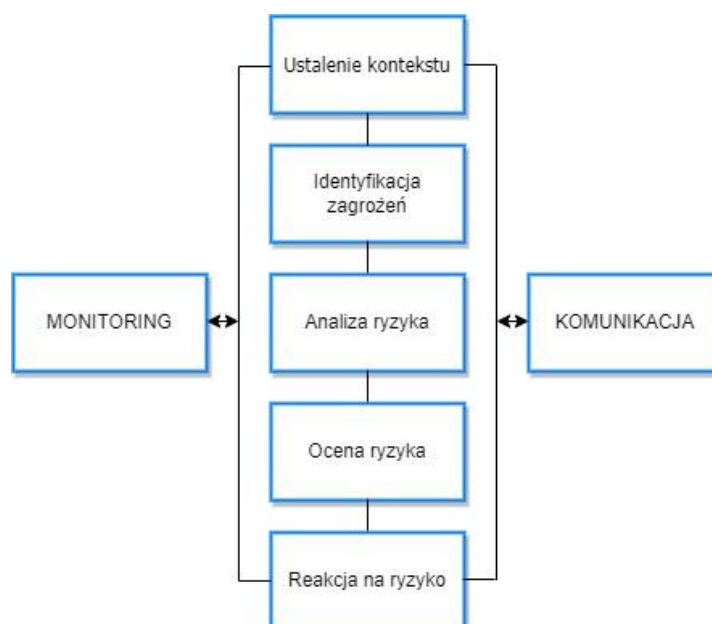 Ustalenie kontekstu
Identyfikacja
zagrożeń
MONITORING
Analiza ryzyka
KOMUNIKACJA
Ocena ryzyka
Reakcja na ryzyko